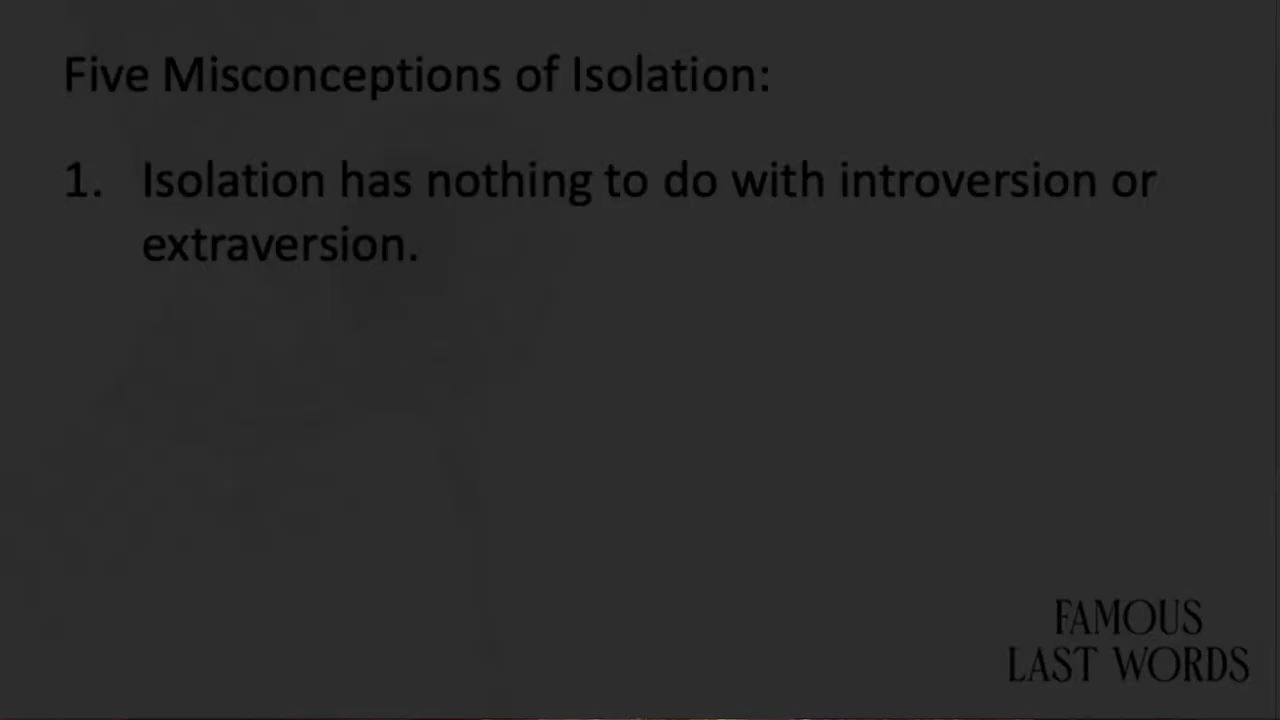 Five Misconceptions of Isolation:
1. Isolation has nothing to do with introversion or
extraversion.
FAMOUS
LAST WORDS